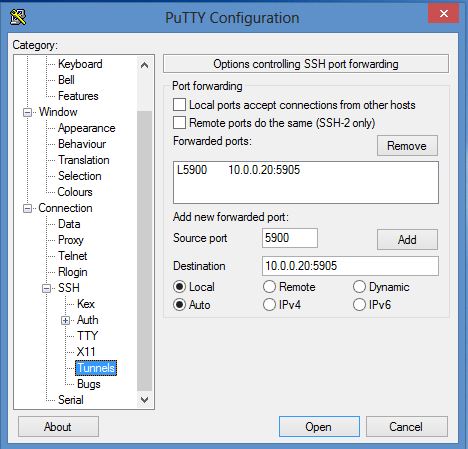 PuTTY Configuration
Category:
Keyboard
Bell
Features
Window
Appearance
Behaviour
Translation
Selection
Colours
Connection
Data
Proxy
Telnet
Rlogin
SSH
Kex
Auth
TTY
X11
Tunnels
Bugs
Serial
Options controlling SSH port forwarding
Port forwarding
Local ports accept connections from other hosts
Remote ports do the same (SSH-2 only)
Forwarded ports:
Remove
L5900 10.0.0.20:5905
Add new forwarded port:
Source port 5900 Add
Destination 10.0.0.20:5905
Local Remote Dynamic
Auto IPv4 IPv6
About Open Cancel